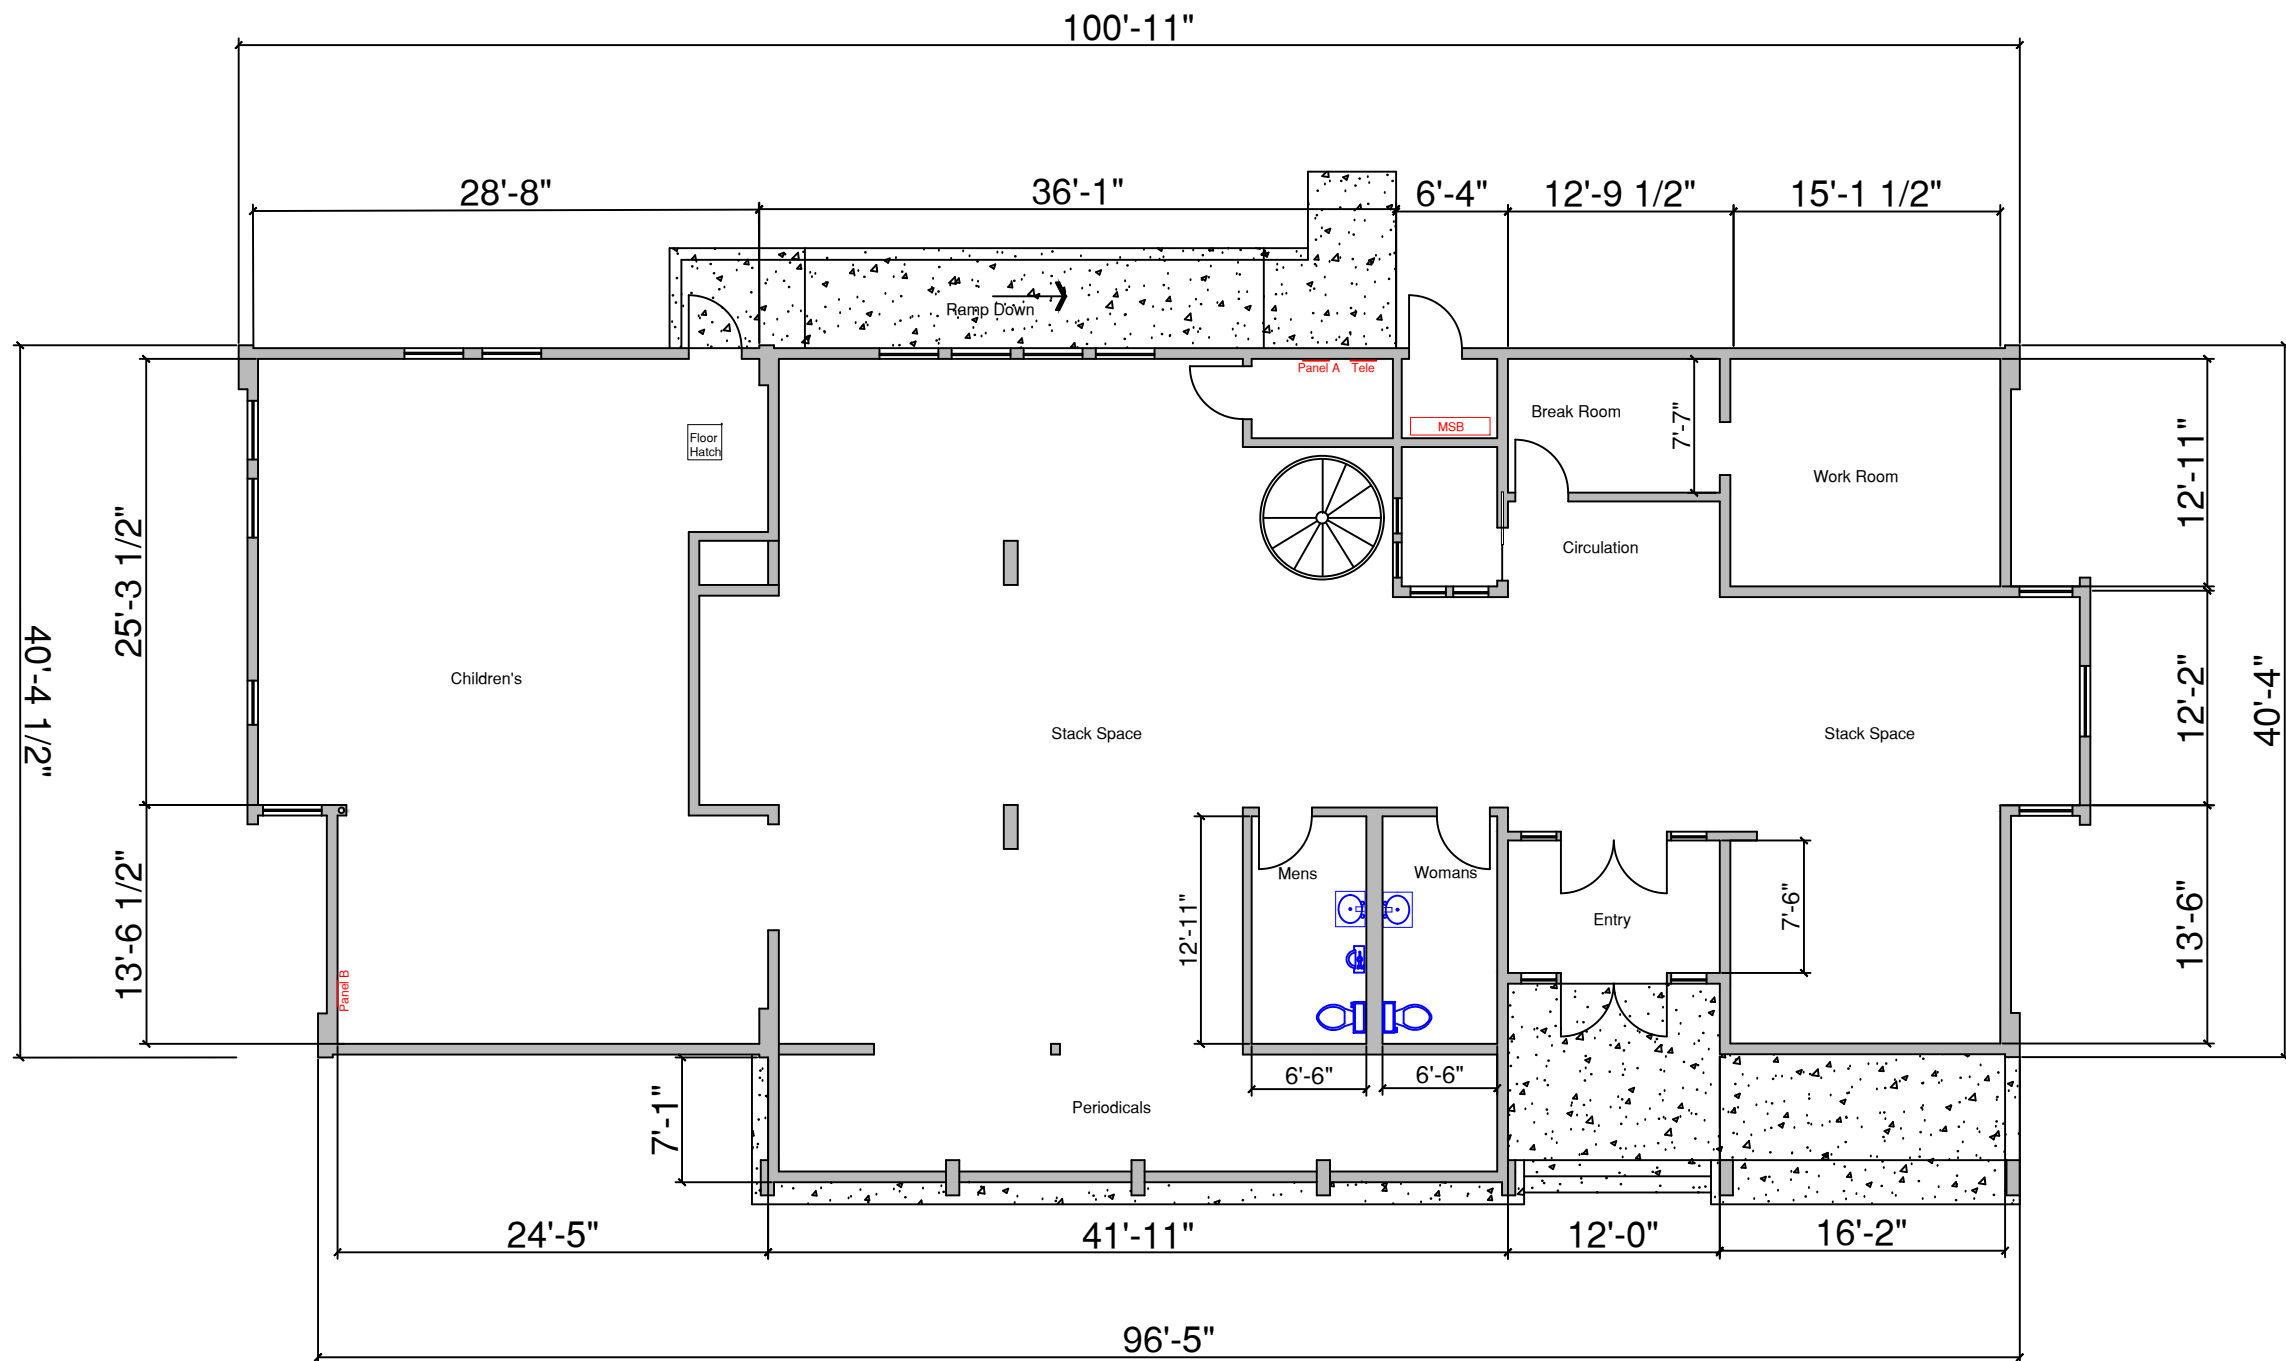 100'-11"
28'-8"
36'-1"
6'-4"
12'-9 1/2"
15'-1 1/2"
Ramp Down
Panel A
Tele
MSB
Break Room
7'-7"
Floor
Hatch
Work Room
12'-11"
Circulation
25'-3 1/2"
40'-4 1/2"
Children's
Stack Space
Stack Space
12'-2"
40'-4"
Mens
Womans
12'-11"
Entry
7'-6"
13'-6 1/2"
Panel B
13'-6"
6'-6"
6'-6"
7'-1"
Periodicals
24'-5"
41'-11"
12'-0"
16'-2"
96'-5"